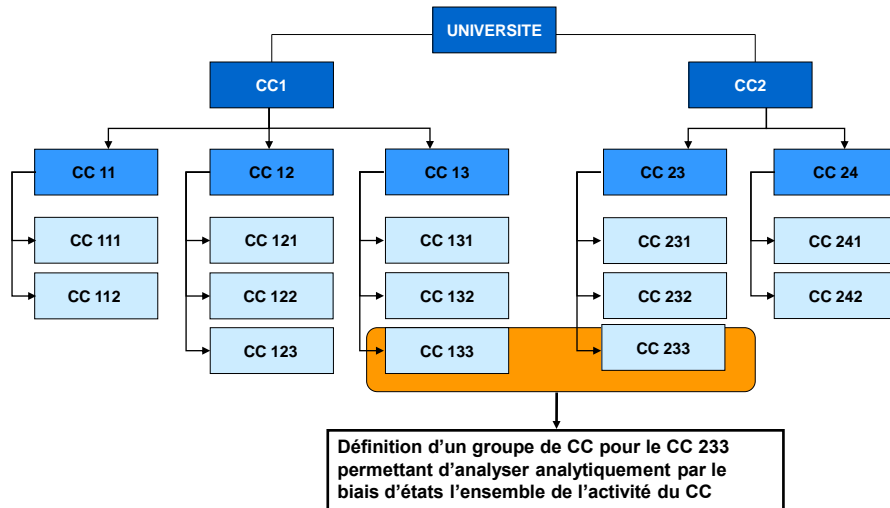 UNIVERSITE
CC1
CC2
CC 11
CC 12
CC 13
CC 23
CC 24
CC 111
CC 121
CC 131
CC 231
CC 241
CC 112
CC 122
CC 132
CC 232
CC 242
CC 123
CC 133
CC 233
Définition d'un groupe de CC pour le CC 233
permettant d'analyser analytiquement par le
biais d'états l'ensemble de l'activité du CC